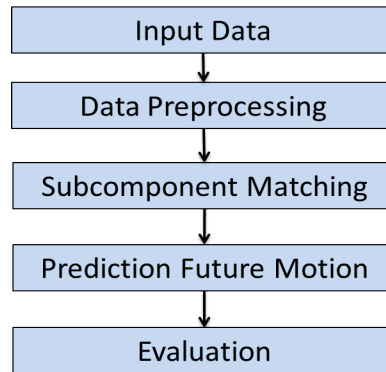 Input Data
Data Preprocessing
Subcomponent Matching
Prediction Future Motion
Evaluation